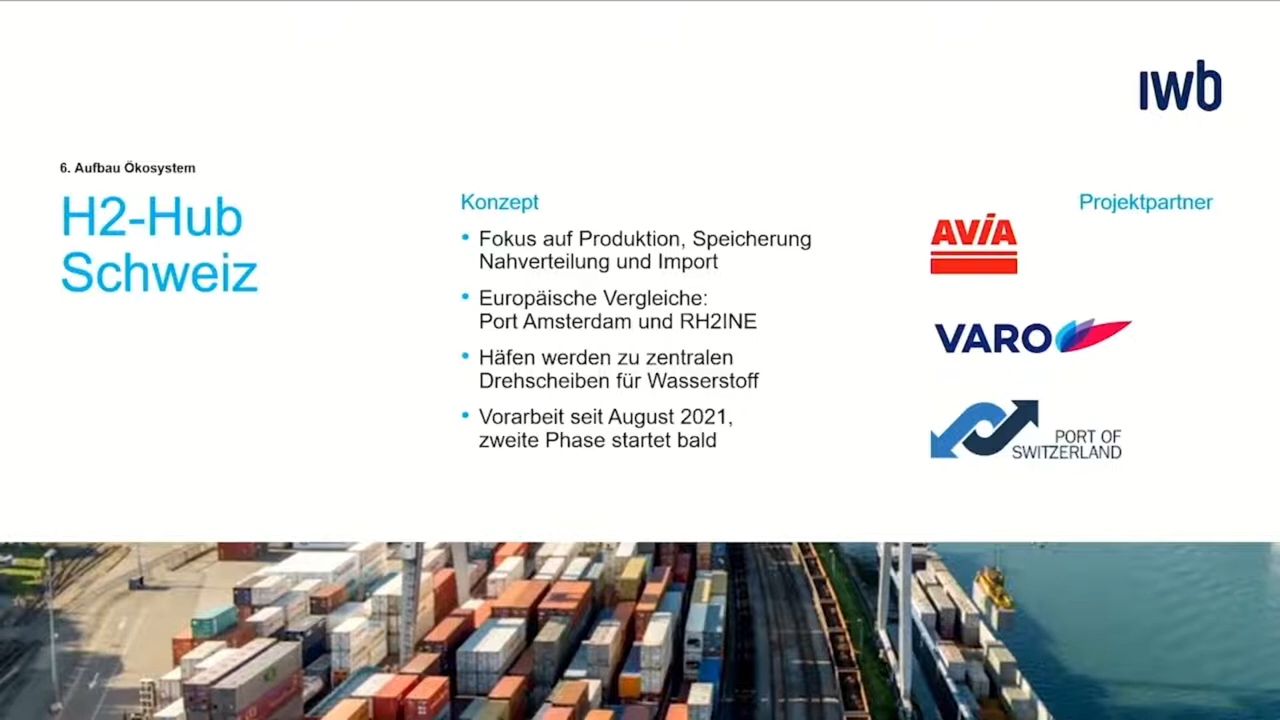 iwb
6. Aufbau Ökosystem
H2-Hub
Schweiz
Konzept
• Fokus auf Produktion, Speicherung
Nahverteilung und Import
• Europäische Vergleiche:
Port Amsterdam und RH2INE
• Häfen werden zu zentralen
Drehscheiben für Wasserstoff
• Vorarbeit seit August 2021,
zweite Phase startet bald
Projektpartner
AVIA
VARO
PORT OF
SWITZERLAND